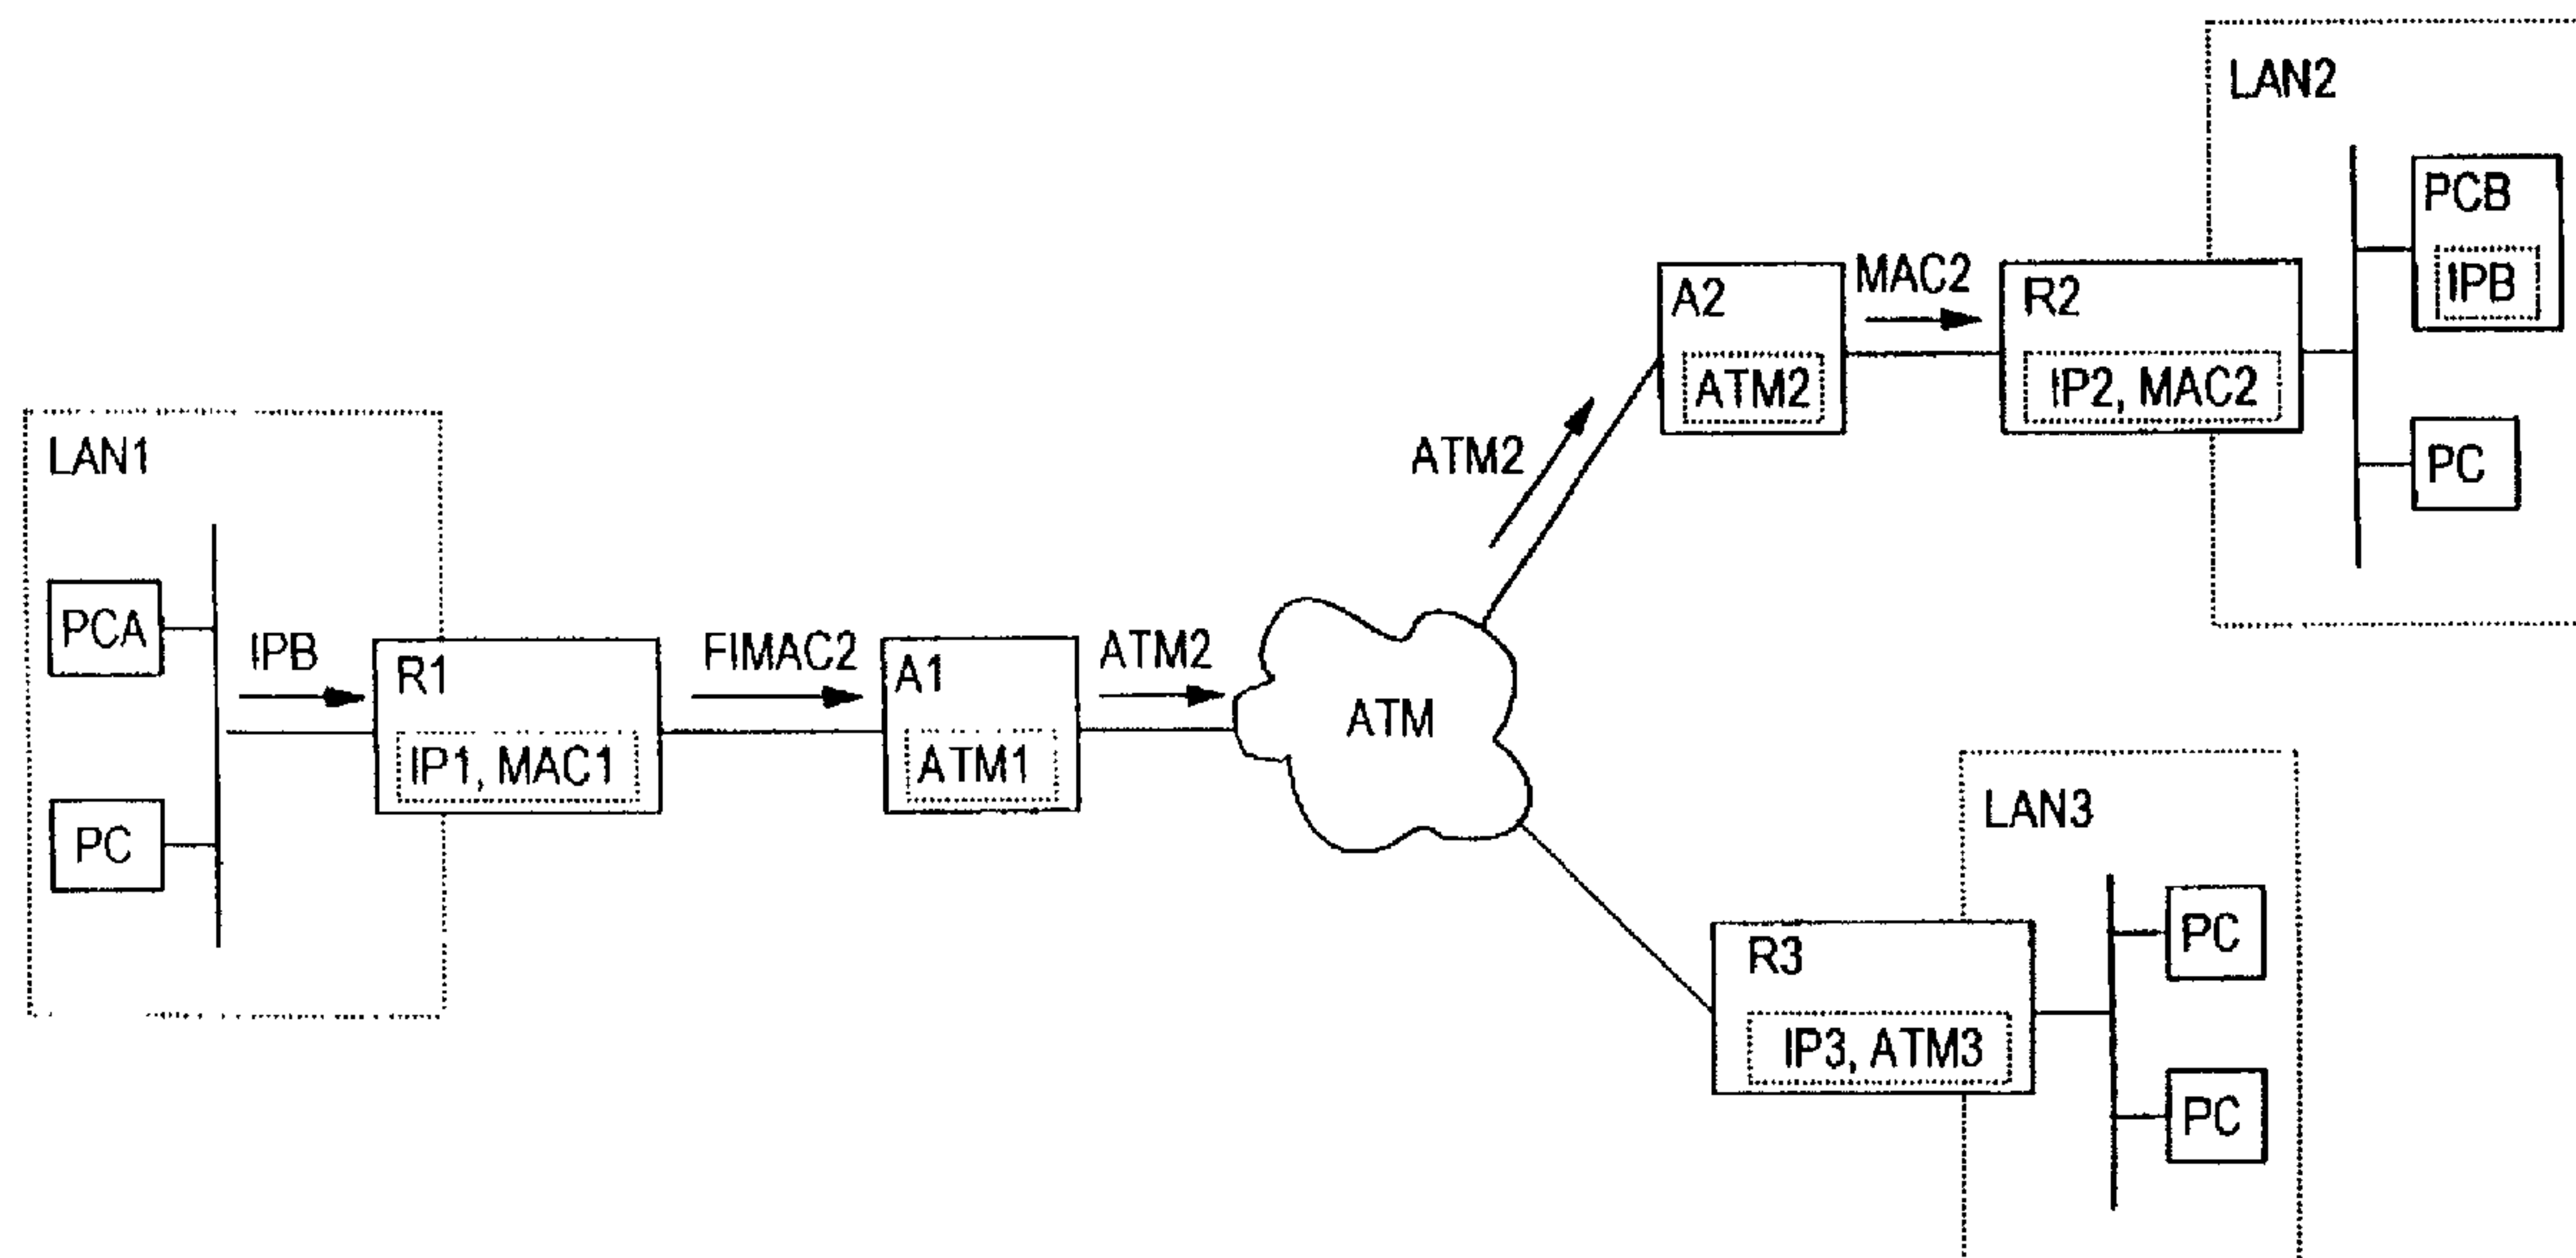 LAN2
PCB
IPB
A2
MAC2
R2
ATM2
IP2, MAC2
PC
ATM2
LAN1
PCA
IPB
R1
FIMAC2
A1
ATM2
IP1, MAC1
ATM1
ATM
PC
LAN3
PC
R3
IP3, ATM3
PC